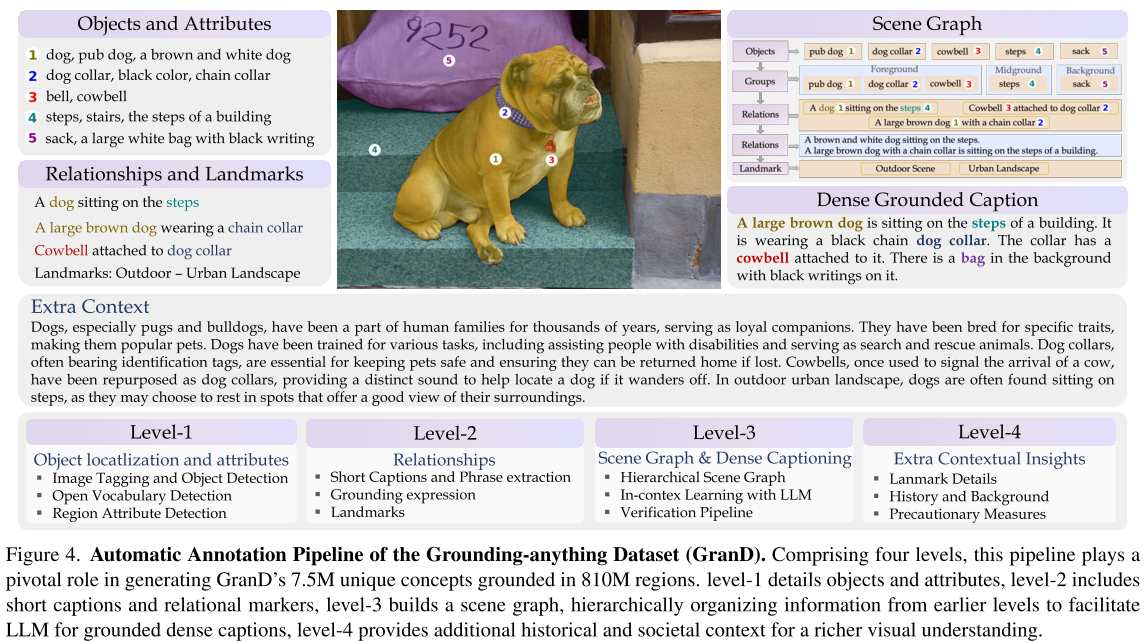 Objects and Attributes
1 dog, pub dog, a brown and white dog
2 dog collar, black color, chain collar
3 bell, cowbell
4 steps, stairs, the steps of a building
5 sack, a large white bag with black writing
Relationships and Landmarks
A dog sitting on the steps
A large brown dog wearing a chain collar
Cowbell attached to dog collar
Landmarks: Outdoor – Urban Landscape
9252
5
2
4
1
3
Scene Graph
Objects pub dog 1 dog collar 2 cowbell 3 steps 4 sack 5
Foreground Midground Background
Groups pub dog 1 dog collar 2 cowbell 3 steps 4 sack 5
Relations A dog 1 sitting on the steps 4 Cowbell 3 attached to dog collar 2
A large brown dog 1 with a chain collar 2
Relations A brown and white dog sitting on the steps.
A large brown dog with a chain collar is sitting on the steps of a building.
Landmark Outdoor Scene Urban Landscape
Dense Grounded Caption
A large brown dog is sitting on the steps of a building. It
is wearing a black chain dog collar. The collar has a
cowbell attached to it. There is a bag in the background
with black writings on it.
Extra Context
Dogs, especially pugs and bulldogs, have been a part of human families for thousands of years, serving as loyal companions. They have been bred for specific traits,
making them popular pets. Dogs have been trained for various tasks, including assisting people with disabilities and serving as search and rescue animals. Dog collars,
often bearing identification tags, are essential for keeping pets safe and ensuring they can be returned home if lost. Cowbells, once used to signal the arrival of a cow,
have been repurposed as dog collars, providing a distinct sound to help locate a dog if it wanders off. In outdoor urban landscape, dogs are often found sitting on
steps, as they may choose to rest in spots that offer a good view of their surroundings.
Level-1
Object locatlization and attributes
▪ Image Tagging and Object Detection
▪ Open Vocabulary Detection
▪ Region Attribute Detection
Level-2
Relationships
▪ Short Captions and Phrase extraction
▪ Grounding expression
▪ Landmarks
Level-3
Scene Graph & Dense Captioning
▪ Hierarchical Scene Graph
▪ In-contex Learning with LLM
▪ Verification Pipeline
Level-4
Extra Contextual Insights
▪ Lanmark Details
▪ History and Background
▪ Precautionary Measures
Figure 4. Automatic Annotation Pipeline of the Grounding-anything Dataset (GranD). Comprising four levels, this pipeline plays a
pivotal role in generating GranD's 7.5M unique concepts grounded in 810M regions. level-1 details objects and attributes, level-2 includes
short captions and relational markers, level-3 builds a scene graph, hierarchically organizing information from earlier levels to facilitate
LLM for grounded dense captions, level-4 provides additional historical and societal context for a richer visual understanding.